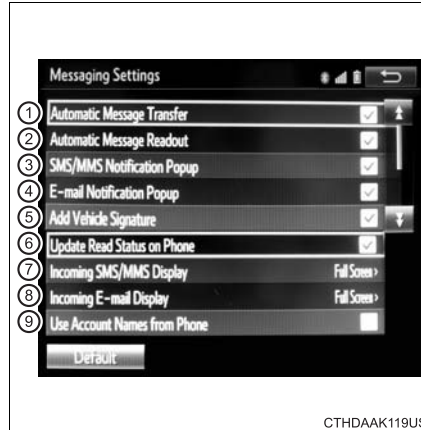 Messaging Settings
① Automatic Message Transfer
② Automatic Message Readout
③ SMS/MMS Notification Popup
④ E-mail Notification Popup
⑤ Add Vehicle Signature
⑥ Update Read Status on Phone
⑦ Incoming SMS/MMS Display Full Screen >
⑧ Incoming E-mail Display Full Screen >
⑨ Use Account Names from Phone
Default
CTHDAAK119US